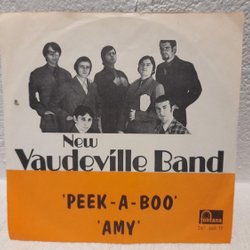 New
Vaudeville Band
'PEEK-A-BOO'
'AMY'
fontana